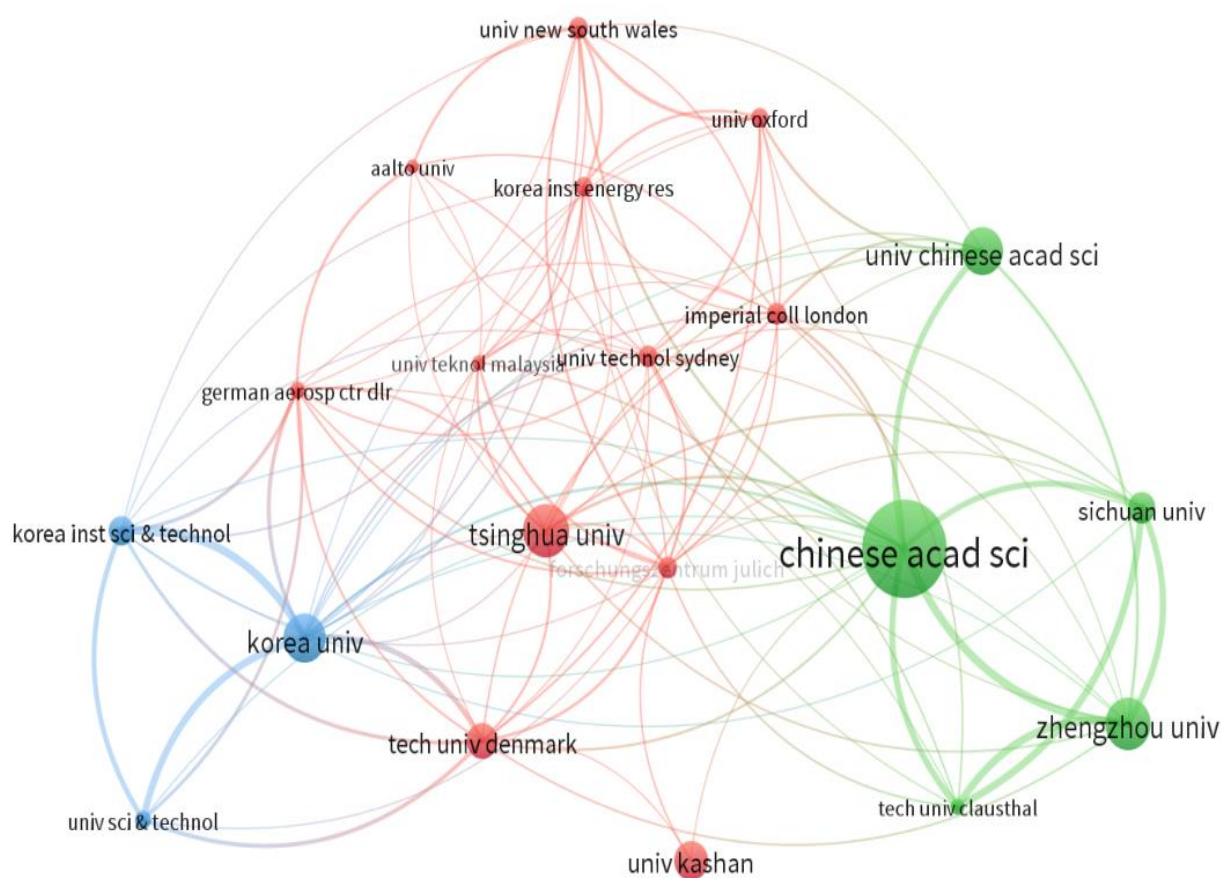 univ new south wales
univ oxford
aalto univ
korea inst energy res
univ chinese acad sci
imperial coll london
univ teknol malaysia
univ technol sydney
german aerosp ctr dlr
sichuan univ
korea inst sci & technol
tsinghua univ
chinese acad sci
forschungszentrum julich
korea univ
zhengzhou univ
tech univ denmark
tech univ clausthal
univ sci & technol
univ kashan